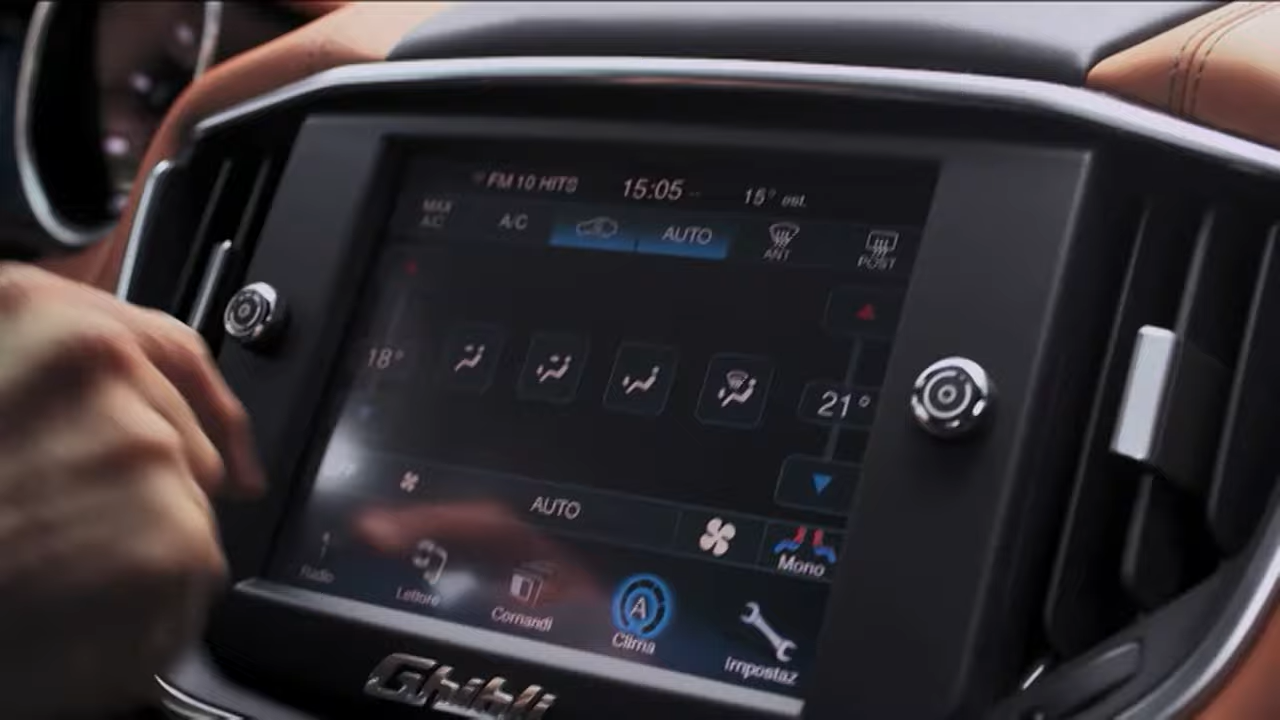 FM 10 HITS 15:05 15° est.
MAX A/C A/C AUTO ANT POST
18° 21°
AUTO
Mono
Radio Lettore Comandi A Clima Impostaz
Ghibli